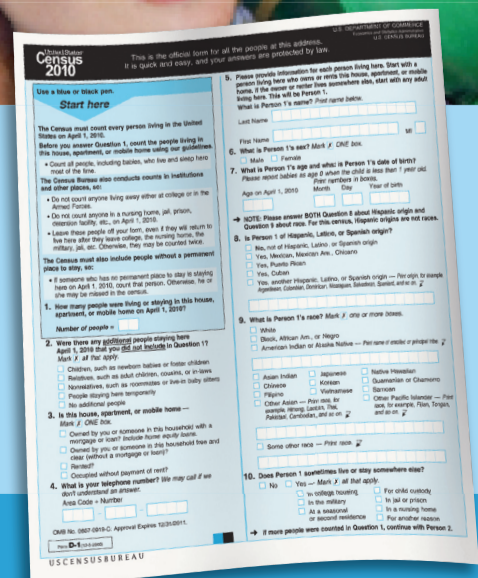 U.S. DEPARTMENT OF COMMERCE
Economics and Statistics Administration
U.S. CENSUS BUREAU
United States
Census
2010
This is the official form for all the people at this address.
It is quick and easy, and your answers are protected by law.
Use a blue or black pen.
Start here
The Census must count every person living in the United
States on April 1, 2010.
Before you answer Question 1, count the people living in
this house, apartment, or mobile home using our guidelines.
• Count all people, including babies, who live and sleep here
most of the time.
The Census Bureau also conducts counts in institutions
and other places, so:
• Do not count anyone living away either at college or in the
Armed Forces.
• Do not count anyone in a nursing home, jail, prison,
detention facility, etc., on April 1, 2010.
• Leave these people off your form, even if they will return to
live here after they leave college, the nursing home, the
military, jail, etc. Otherwise, they may be counted twice.
The Census must also include people without a permanent
place to stay, so:
• If someone who has no permanent place to stay is staying
here on April 1, 2010, count that person. Otherwise, he or
she may be missed in the census.
1. How many people were living or staying in this house,
apartment, or mobile home on April 1, 2010?
Number of people =
2. Were there any additional people staying here
April 1, 2010 that you did not include in Question 1?
Mark X all that apply.
Children, such as newborn babies or foster children
Relatives, such as adult children, cousins, or in-laws
Nonrelatives, such as roommates or live-in baby sitters
People staying here temporarily
No additional people
3. Is this house, apartment, or mobile home —
Mark X ONE box.
Owned by you or someone in this household with a
mortgage or loan? Include home equity loans.
Owned by you or someone in this household free and
clear (without a mortgage or loan)?
Rented?
Occupied without payment of rent?
4. What is your telephone number? We may call if we
don't understand an answer.
Area Code + Number
OMB No. 0607-0919-C: Approval Expires 12/31/2011.
Form D-1
USCENSUSBUREAU
5. Please provide information for each person living here. Start with a
person living here who owns or rents this house, apartment, or mobile
home. If the owner or renter lives somewhere else, start with any adult
living here. This will be Person 1.
What is Person 1's name? Print name below.
Last Name
First Name
MI
6. What is Person 1's sex? Mark X ONE box.
Male Female
7. What is Person 1's age and what is Person 1's date of birth?
Please report babies as age 0 when the child is less than 1 year old.
Print numbers in boxes.
Age on April 1, 2010 Month Day Year of birth
→ NOTE: Please answer BOTH Question 8 about Hispanic origin and
Question 9 about race. For this census, Hispanic origins are not races.
8. Is Person 1 of Hispanic, Latino, or Spanish origin?
No, not of Hispanic, Latino, or Spanish origin
Yes, Mexican, Mexican Am., Chicano
Yes, Puerto Rican
Yes, Cuban
Yes, another Hispanic, Latino, or Spanish origin — Print origin, for example,
Argentinean, Colombian, Dominican, Nicaraguan, Salvadoran, Spaniard, and so on.
9. What is Person 1's race? Mark X one or more boxes.
White
Black, African Am., or Negro
American Indian or Alaska Native — Print name of enrolled or principal tribe.
Asian Indian Japanese Native Hawaiian
Chinese Korean Guamanian or Chamorro
Filipino Vietnamese Samoan
Other Asian — Print race, for
example, Hmong, Laotian, Thai,
Pakistani, Cambodian, and so on.
Other Pacific Islander — Print
race, for example, Fijian, Tongan,
and so on.
Some other race — Print race.
10. Does Person 1 sometimes live or stay somewhere else?
No Yes — Mark X all that apply.
In college housing For child custody
In the military In jail or prison
At a seasonal In a nursing home
or second residence For another reason
→ If more people were counted in Question 1, continue with Person 2.